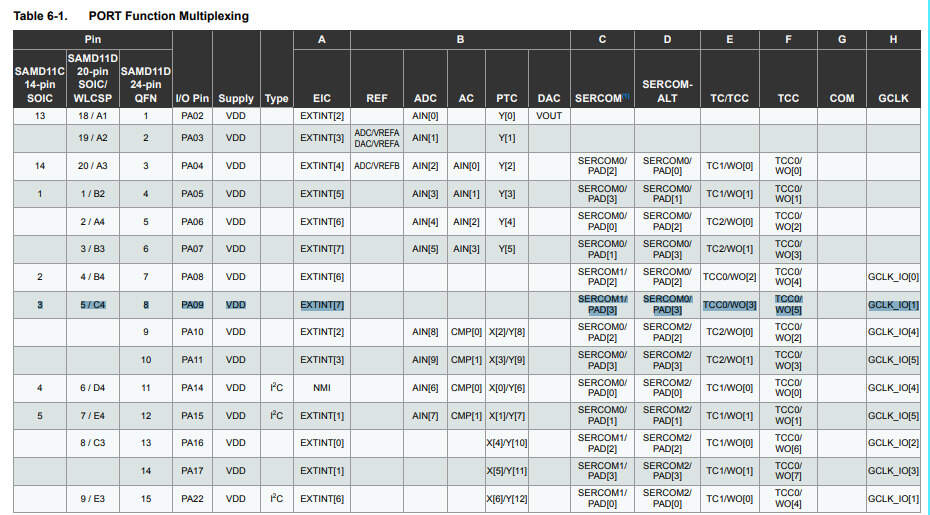 Table 6-1. PORT Function Multiplexing
Pin A B C D E F G H
SAMD11C 14-pin SOIC SAMD11D 20-pin SOIC/ WLCSP SAMD11D 24-pin QFN I/O Pin Supply Type EIC REF ADC AC PTC DAC SERCOM(1) SERCOM-ALT TC/TCC TCC COM GCLK
13 18 / A1 1 PA02 VDD EXTINT[2] AIN[0] Y[0] VOUT
19 / A2 2 PA03 VDD EXTINT[3] ADC/VREFA DAC/VREFA AIN[1] Y[1]
14 20 / A3 3 PA04 VDD EXTINT[4] ADC/VREFB AIN[2] AIN[0] Y[2] SERCOM0/ PAD[2] SERCOM0/ PAD[0] TC1/WO[0] TCC0/ WO[0]
1 1 / B2 4 PA05 VDD EXTINT[5] AIN[3] AIN[1] Y[3] SERCOM0/ PAD[3] SERCOM0/ PAD[1] TC1/WO[1] TCC0/ WO[1]
2 / A4 5 PA06 VDD EXTINT[6] AIN[4] AIN[2] Y[4] SERCOM0/ PAD[0] SERCOM0/ PAD[2] TC2/WO[0] TCC0/ WO[2]
3 / B3 6 PA07 VDD EXTINT[7] AIN[5] AIN[3] Y[5] SERCOM0/ PAD[1] SERCOM0/ PAD[3] TC2/WO[1] TCC0/ WO[3]
2 4 / B4 7 PA08 VDD EXTINT[6] SERCOM1/ PAD[2] SERCOM0/ PAD[2] TCC0/WO[2] TCC0/ WO[4] GCLK_IO[0]
3 5 / C4 8 PA09 VDD EXTINT[7] SERCOM1/ PAD[3] SERCOM0/ PAD[3] TCC0/WO[3] TCC0/ WO[5] GCLK_IO[1]
9 PA10 VDD EXTINT[2] AIN[8] CMP[0] X[2]/Y[8] SERCOM0/ PAD[2] SERCOM2/ PAD[2] TC2/WO[0] TCC0/ WO[2] GCLK_IO[4]
10 PA11 VDD EXTINT[3] AIN[9] CMP[1] X[3]/Y[9] SERCOM0/ PAD[3] SERCOM2/ PAD[3] TC2/WO[1] TCC0/ WO[3] GCLK_IO[5]
4 6 / D4 11 PA14 VDD I²C NMI AIN[6] CMP[0] X[0]/Y[6] SERCOM0/ PAD[0] SERCOM2/ PAD[0] TC1/WO[0] TCC0/ WO[0] GCLK_IO[4]
5 7 / E4 12 PA15 VDD I²C EXTINT[1] AIN[7] CMP[1] X[1]/Y[7] SERCOM0/ PAD[1] SERCOM2/ PAD[1] TC1/WO[1] TCC0/ WO[1] GCLK_IO[5]
8 / C3 13 PA16 VDD EXTINT[0] X[4]/Y[10] SERCOM1/ PAD[2] SERCOM2/ PAD[2] TC1/WO[0] TCC0/ WO[6] GCLK_IO[2]
14 PA17 VDD EXTINT[1] X[5]/Y[11] SERCOM1/ PAD[3] SERCOM2/ PAD[3] TC1/WO[1] TCC0/ WO[7] GCLK_IO[3]
9 / E3 15 PA22 VDD I²C EXTINT[6] X[6]/Y[12] SERCOM1/ PAD[0] SERCOM2/ PAD[0] TC1/WO[0] TCC0/ WO[4] GCLK_IO[1]